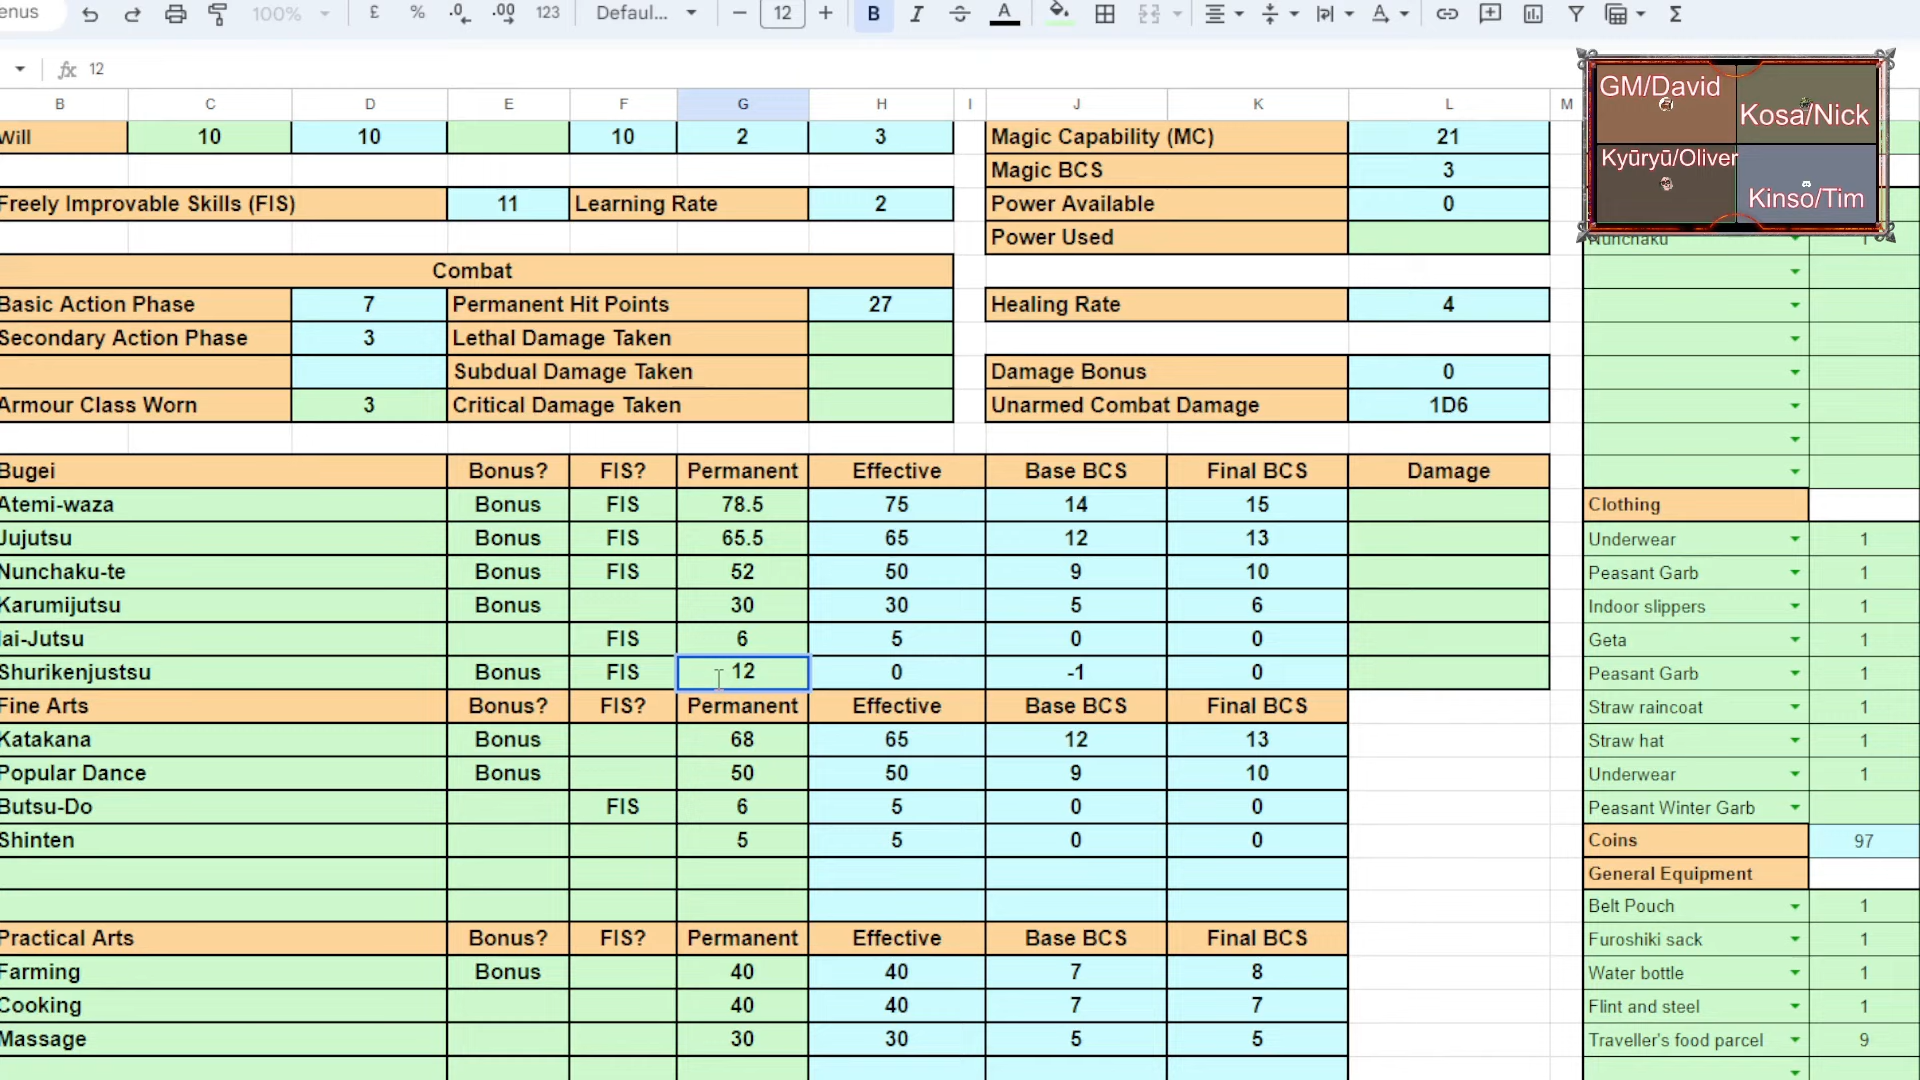 enus 100% £ % .0 .00 123 Defaul... 12 B I A
fx 12
B C D E F G H I J K L M
Will 10 10 10 2 3 Magic Capability (MC) 21
Magic BCS 3
Freely Improvable Skills (FIS) 11 Learning Rate 2 Power Available 0
Power Used
GM/David
Kosa/Nick
Kyūryū/Oliver
Kinso/Tim
Nunchaku 1
Combat
Basic Action Phase 7 Permanent Hit Points 27 Healing Rate 4
Secondary Action Phase 3 Lethal Damage Taken
Subdual Damage Taken Damage Bonus 0
Armour Class Worn 3 Critical Damage Taken Unarmed Combat Damage 1D6
Bugei Bonus? FIS? Permanent Effective Base BCS Final BCS Damage
Atemi-waza Bonus FIS 78.5 75 14 15 Clothing
Jujutsu Bonus FIS 65.5 65 12 13 Underwear 1
Nunchaku-te Bonus FIS 52 50 9 10 Peasant Garb 1
Karumijutsu Bonus 30 30 5 6 Indoor slippers 1
Iai-Jutsu FIS 6 5 0 0 Geta 1
Shurikenjustsu Bonus FIS 12 0 -1 0 Peasant Garb 1
Fine Arts Bonus? FIS? Permanent Effective Base BCS Final BCS Straw raincoat 1
Katakana Bonus 68 65 12 13 Straw hat 1
Popular Dance Bonus 50 50 9 10 Underwear 1
Butsu-Do FIS 6 5 0 0 Peasant Winter Garb
Shinten 5 5 0 0 Coins 97
General Equipment
Belt Pouch 1
Practical Arts Bonus? FIS? Permanent Effective Base BCS Final BCS Furoshiki sack 1
Farming Bonus 40 40 7 8 Water bottle 1
Cooking 40 40 7 7 Flint and steel 1
Massage 30 30 5 5 Traveller's food parcel 9